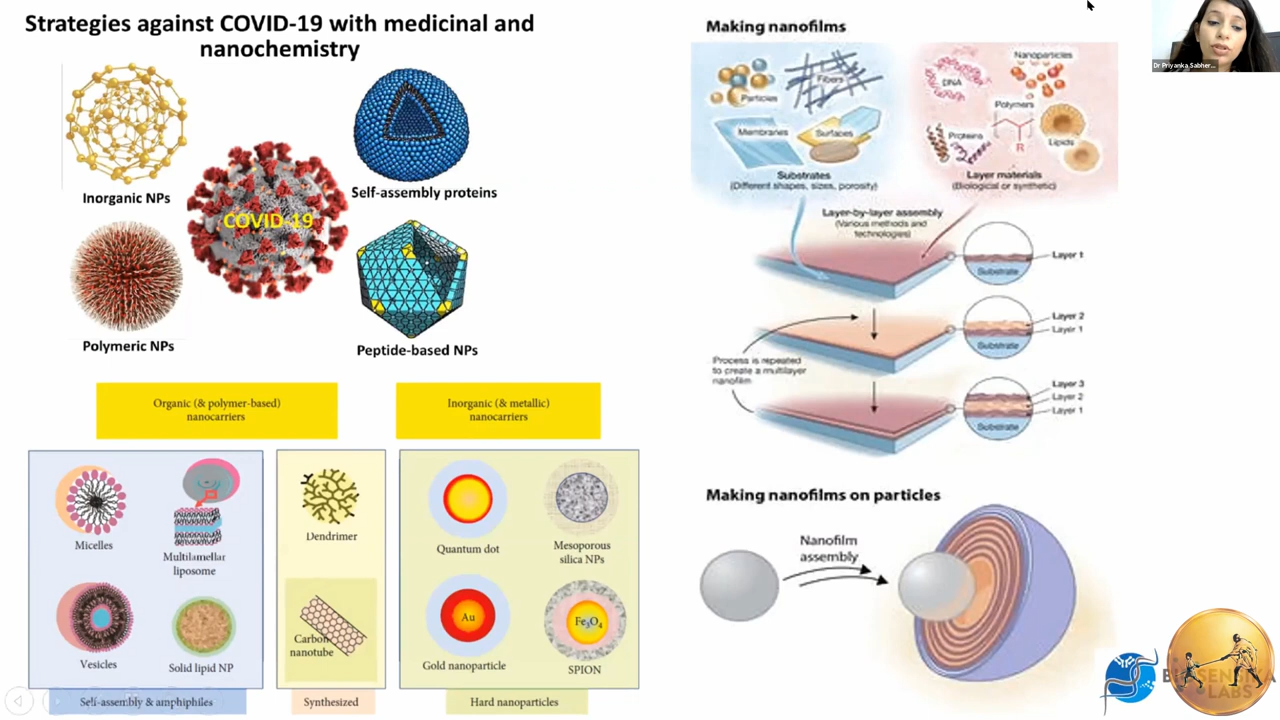 Strategies against COVID-19 with medicinal and
nanochemistry
Inorganic NPs
COVID-19
Self-assembly proteins
Polymeric NPs
Peptide-based NPs
Organic (& polymer-based)
nanocarriers
Inorganic (& metallic)
nanocarriers
Micelles
Multilamellar
liposome
Vesicles
Solid lipid NP
Dendrimer
Carbon
nanotube
Quantum dot
Mesoporous
silica NPs
Au
Gold nanoparticle
Fe₃O₄
SPION
Self-assembly & amphiphiles
Synthesized
Hard nanoparticles
Making nanofilms
Particles
Fibers
Membranes
Surfaces
Substrates
(Different shapes, sizes, porosity)
DNA
Nanoparticles
Polymers
Proteins
R
Lipids
Layer materials
(Biological or synthetic)
Layer-by-layer assembly
(Various methods and
technologies)
Layer 1
Substrate
Layer 2
Layer 1
Substrate
Process is repeated
to create a multilayer
nanofilm
Layer 3
Layer 2
Layer 1
Substrate
Making nanofilms on particles
Nanofilm
assembly
Dr Priyanka Sabher...
LABS